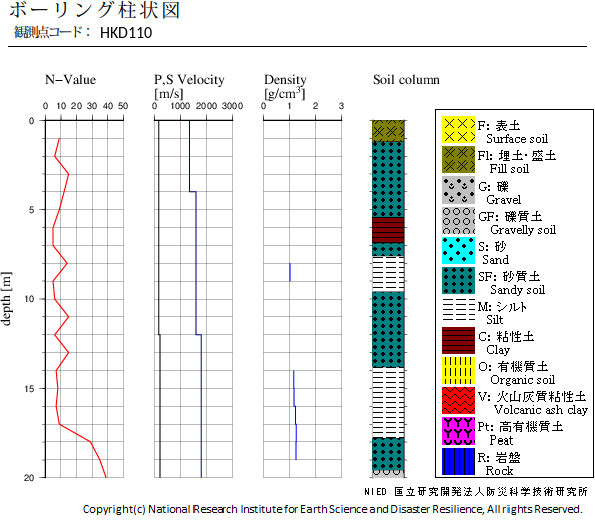 ボーリング柱状図
観測点コード： HKD110
N−Value P,S Velocity Density Soil column
[m/s] [g/cm³]
0 10 20 30 40 50 0 1000 2000 3000 0 1 2 3
0
5
10
15
20
depth [m]
F: 表土
Surface soil
Fl: 埋土・盛土
Fill soil
G: 礫
Gravel
GF: 礫質土
Gravelly soil
S: 砂
Sand
SF: 砂質土
Sandy soil
M: シルト
Silt
C: 粘性土
Clay
O: 有機質土
Organic soil
V: 火山灰質粘性土
Volcanic ash clay
Pt: 高有機質土
Peat
R: 岩盤
Rock
NIED 国立研究開発法人防災科学技術研究所
Copyright(c) National Research Institute for Earth Science and Disaster Resilience, All rights Reserved.